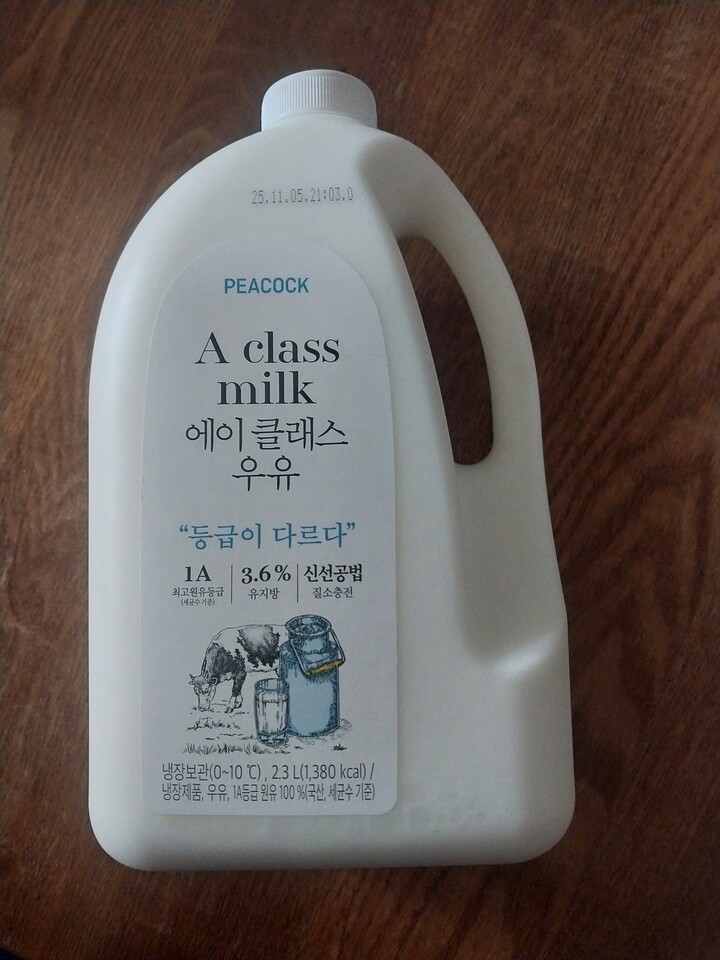 25.11.05.21:03.0
PEACOCK
A class
milk
에이 클래스
우유
“등급이 다르다”
1A 3.6% 신선공법
최고원유등급 유지방 질소충전
(세균수기준)
냉장보관(0~10 ℃), 2.3 L(1,380 kcal) /
냉장제품, 우유, 1A등급 원유 100 %(국산, 세균수 기준)